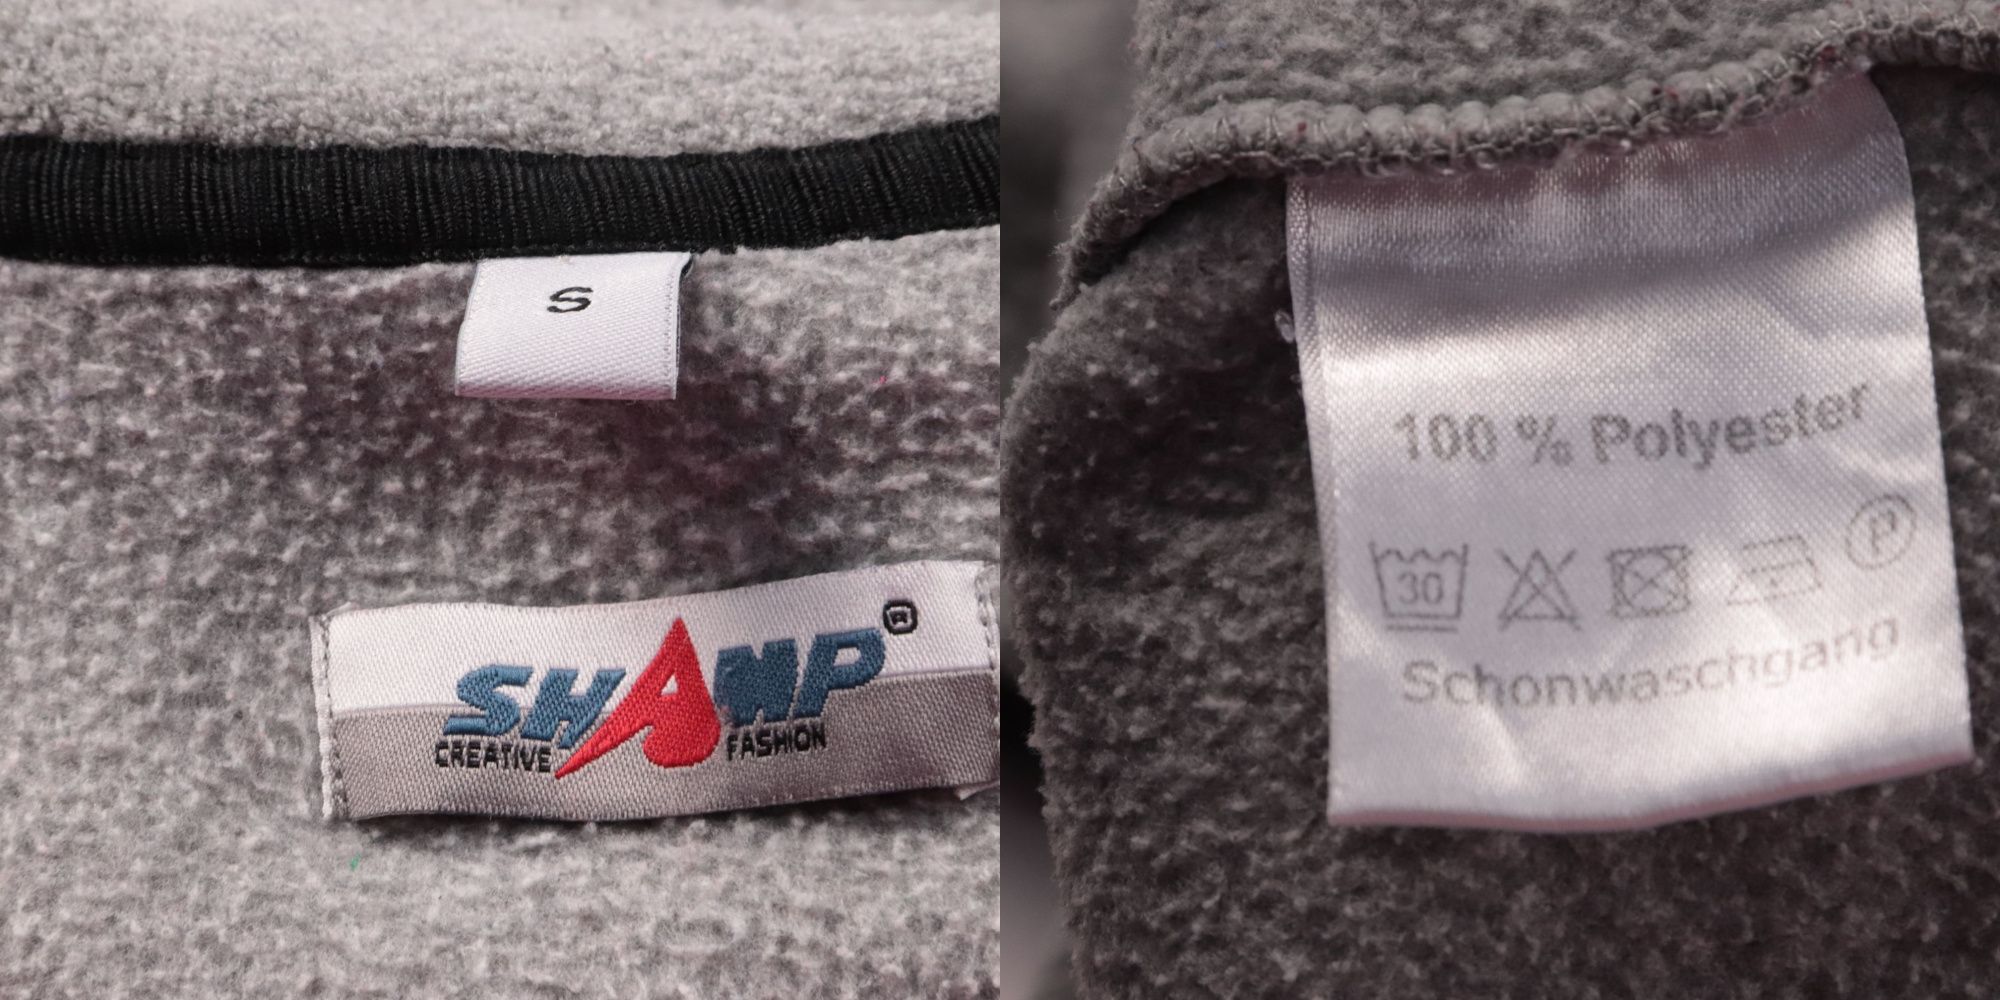 S
SHAMP®
CREATIVE FASHION
100 % Polyester
30 P
Schonwaschgang